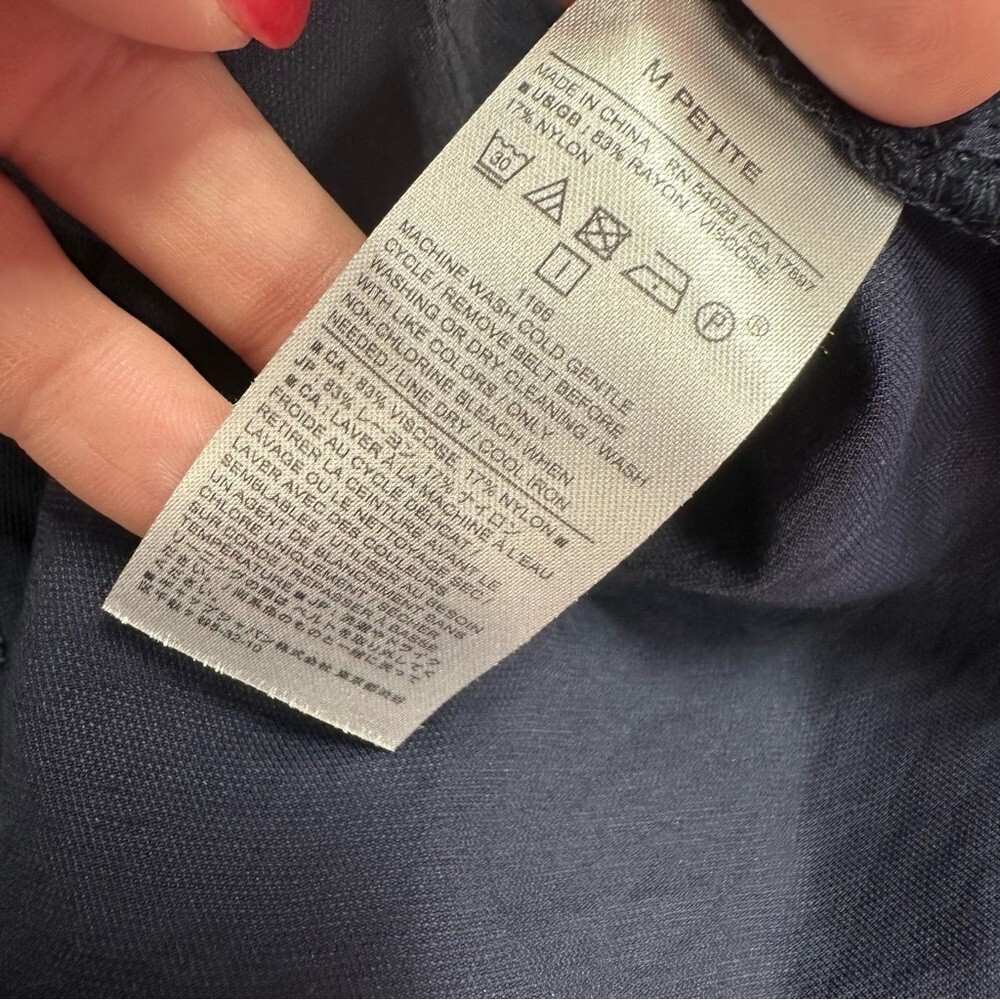 M PETITE
MADE IN CHINA, RN 54023 / CA 17897
■ US/GB : 83% RAYON / VISCOSE
17% NYLON
30
P ®
1166
MACHINE WASH COLD GENTLE
CYCLE / REMOVE BELT BEFORE
WASHING OR DRY CLEANING / WASH
WITH LIKE COLORS / ONLY
NON-CHLORINE BLEACH WHEN
NEEDED / LINE DRY / COOL IRON
■ CA : 83% VISCOSE, 17% NYLON ■
JP : 83% レーヨン, 17% ナイロン
■ CA : LAVER À LA MACHINE À L'EAU
FROIDE AU CYCLE DÉLICAT /
RETIRER LA CEINTURE AVANT LE
LAVAGE OU LE NETTOYAGE SEC /
LAVER AVEC DES COULEURS
SEMBLABLES / UTILISER AU BESOIN
UN AGENT DE BLANCHIMENT SANS
CHLORE UNIQUEMENT / SÉCHER
SUR CORDE / REPASSER À BASSE
TEMPÉRATURE ■ JP :